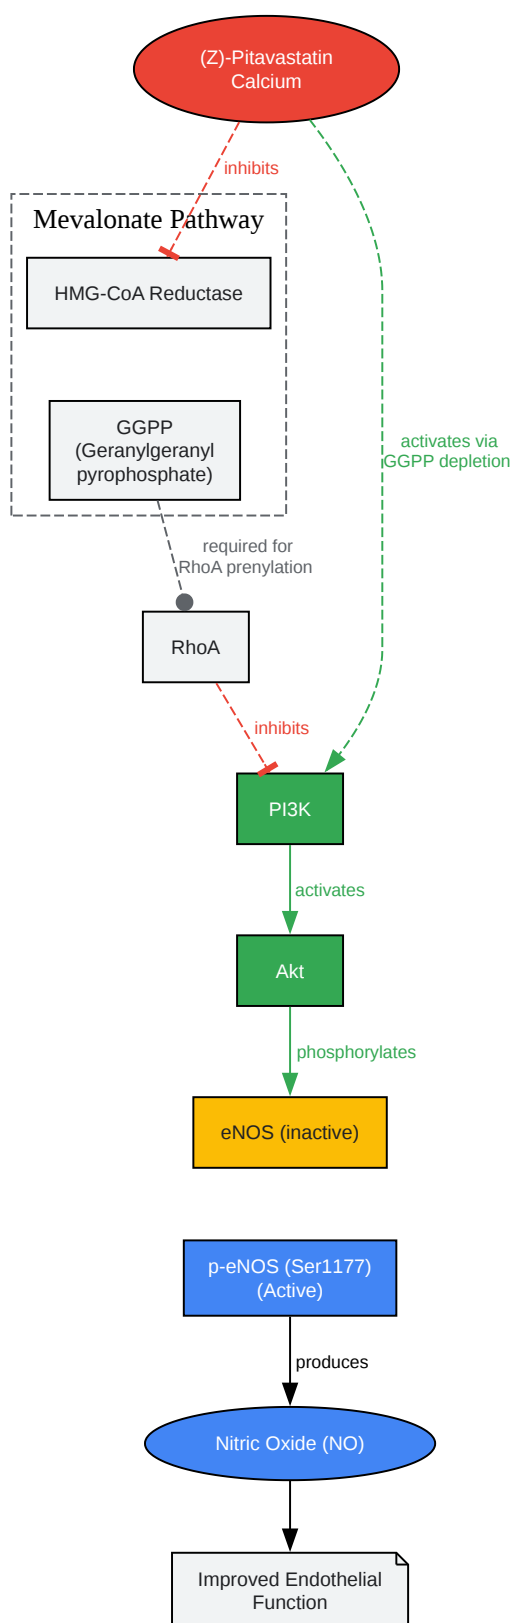 (Z)-Pitavastatin
Calcium
inhibits
Mevalonate Pathway
HMG-CoA Reductase
GGPP
(Geranylgeranyl
pyrophosphate)
activates via
GGPP depletion
required for
RhoA prenylation
RhoA
inhibits
PI3K
activates
Akt
phosphorylates
eNOS (inactive)
p-eNOS (Ser1177)
(Active)
produces
Nitric Oxide (NO)
Improved Endothelial
Function